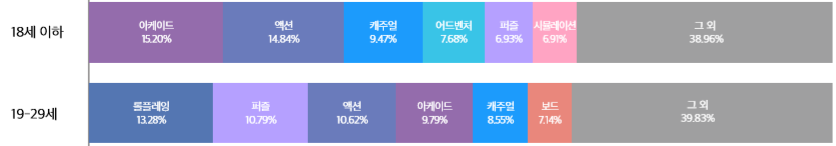 18세 이하
아케이드 액션 캐주얼 어드벤처 퍼즐 시뮬레이션 그 외
15.20% 14.84% 9.47% 7.68% 6.93% 6.91% 38.96%
19-29세
롤플레잉 퍼즐 액션 아케이드 캐주얼 보드 그 외
13.28% 10.79% 10.62% 9.79% 8.55% 7.14% 39.83%